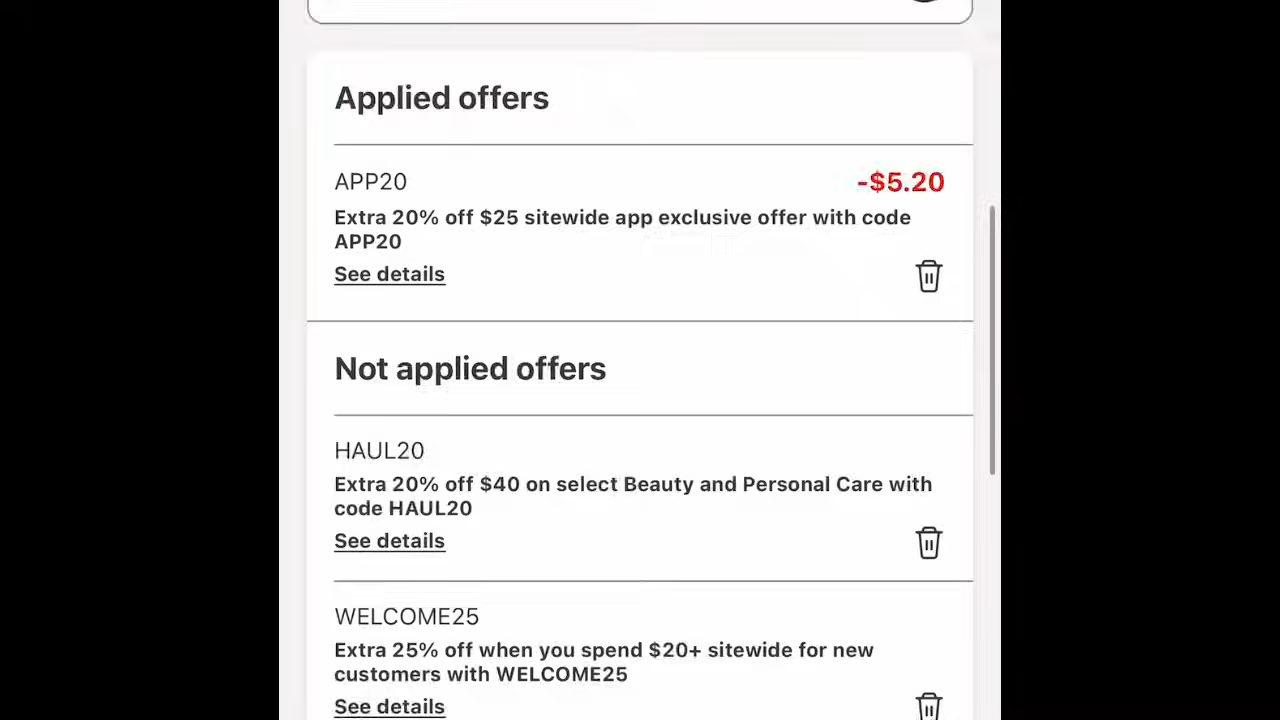 Applied offers
APP20
-$5.20
Extra 20% off $25 sitewide app exclusive offer with code
APP20
See details
Not applied offers
HAUL20
Extra 20% off $40 on select Beauty and Personal Care with
code HAUL20
See details
WELCOME25
Extra 25% off when you spend $20+ sitewide for new
customers with WELCOME25
See details